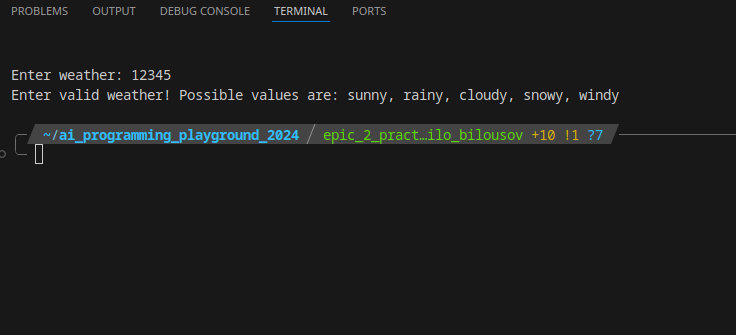 PROBLEMS OUTPUT DEBUG CONSOLE TERMINAL PORTS
Enter weather: 12345
Enter valid weather! Possible values are: sunny, rainy, cloudy, snowy, windy
~/ai_programming_playground_2024 / epic_2_pract…ilo_bilousov +10 !1 ?7